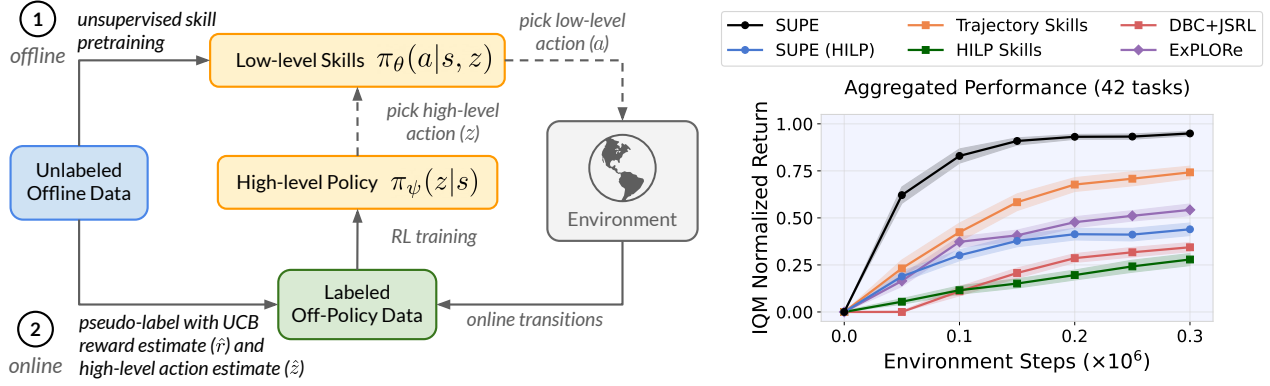 1
offline
unsupervised skill
pretraining
pick low-level
action (a)
Low-level Skills π_θ(a|s, z)
pick high-level
action (z)
Unlabeled
Offline Data
High-level Policy π_ψ(z|s)
Environment
RL training
Labeled
Off-Policy Data
online transitions
2
online
pseudo-label with UCB
reward estimate (r̂) and
high-level action estimate (ẑ)
SUPE
SUPE (HILP)
Trajectory Skills
HILP Skills
DBC+JSRL
ExPLORe
Aggregated Performance (42 tasks)
IQM Normalized Return
1.00
0.75
0.50
0.25
0.00
0.0
0.1
0.2
0.3
Environment Steps (×10⁶)